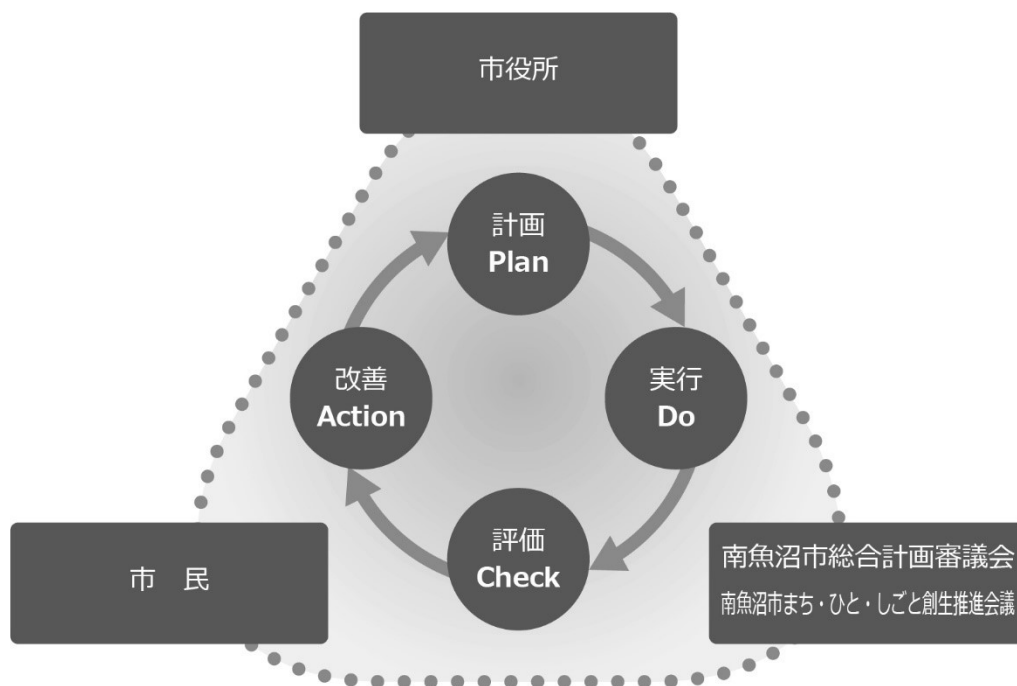 市役所
計画
Plan
改善
Action
実行
Do
評価
Check
市　民
南魚沼市総合計画審議会
南魚沼市まち・ひと・しごと創生推進会議